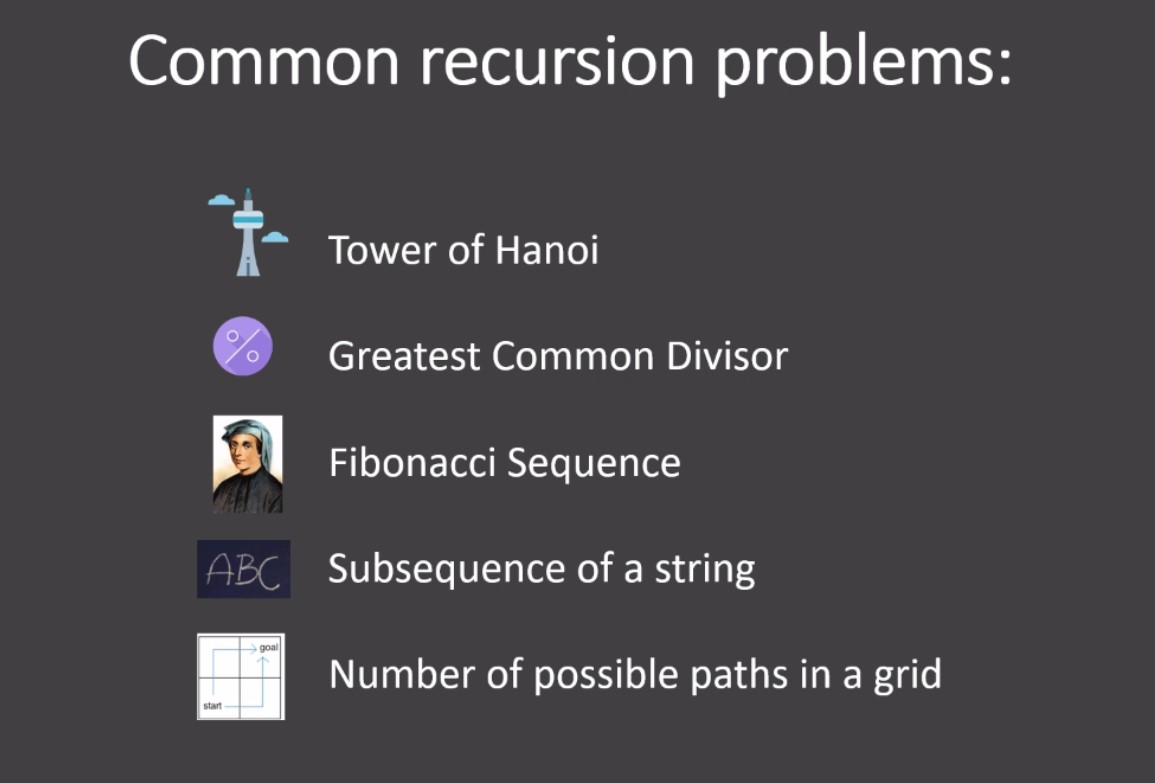 Common recursion problems:
Tower of Hanoi
Greatest Common Divisor
Fibonacci Sequence
ABC
Subsequence of a string
goal
start
Number of possible paths in a grid